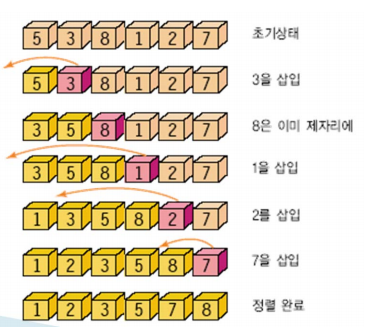 5 3 8 1 2 7 초기상태
5 3 8 1 2 7 3을 삽입
3 5 8 1 2 7 8은 이미 제자리에
3 5 8 1 2 7 1을 삽입
1 3 5 8 2 7 2를 삽입
1 2 3 5 8 7 7을 삽입
1 2 3 5 7 8 정렬 완료